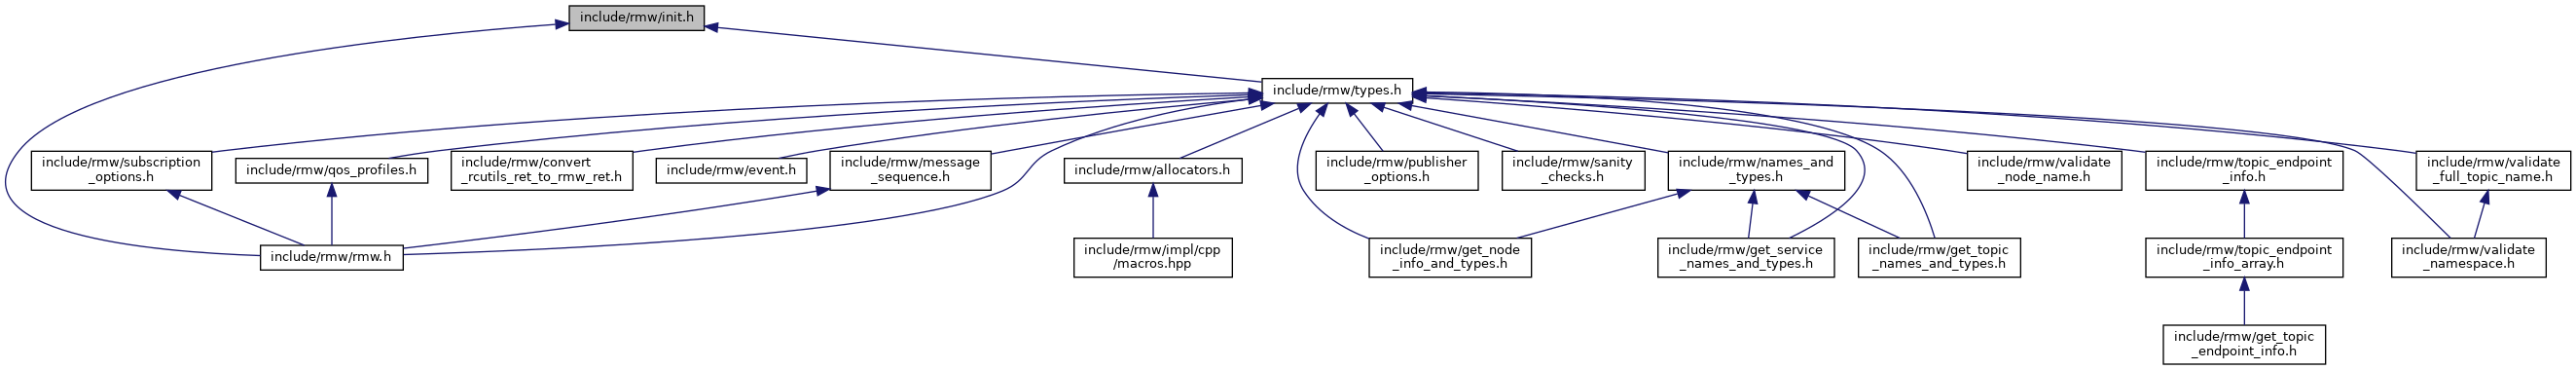 include/rmw/init.h
include/rmw/types.h
include/rmw/subscription
_options.h
include/rmw/qos_profiles.h
include/rmw/convert
_rcutils_ret_to_rmw_ret.h
include/rmw/event.h
include/rmw/message
_sequence.h
include/rmw/allocators.h
include/rmw/publisher
_options.h
include/rmw/sanity
_checks.h
include/rmw/names_and
_types.h
include/rmw/validate
_node_name.h
include/rmw/topic_endpoint
_info.h
include/rmw/validate
_full_topic_name.h
include/rmw/rmw.h
include/rmw/impl/cpp
/macros.hpp
include/rmw/get_node
_info_and_types.h
include/rmw/get_service
_names_and_types.h
include/rmw/get_topic
_names_and_types.h
include/rmw/topic_endpoint
_info_array.h
include/rmw/validate
_namespace.h
include/rmw/get_topic
_endpoint_info.h